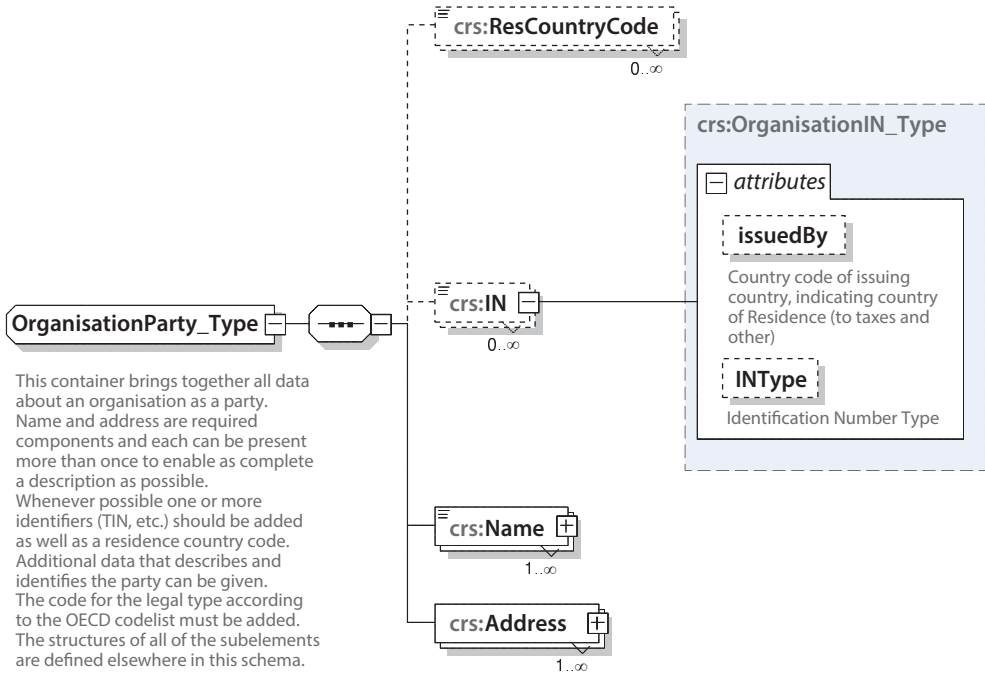 crs:ResCountryCode
0..∞
crs:OrganisationIN_Type
attributes
issuedBy
Country code of issuing
country, indicating country
of Residence (to taxes and
other)
INType
Identification Number Type
crs:IN
0..∞
OrganisationParty_Type
This container brings together all data
about an organisation as a party.
Name and address are required
components and each can be present
more than once to enable as complete
a description as possible.
Whenever possible one or more
identifiers (TIN, etc.) should be added
as well as a residence country code.
Additional data that describes and
identifies the party can be given.
The code for the legal type according
to the OECD codelist must be added.
The structures of all of the subelements
are defined elsewhere in this schema.
crs:Name
1..∞
crs:Address
1..∞